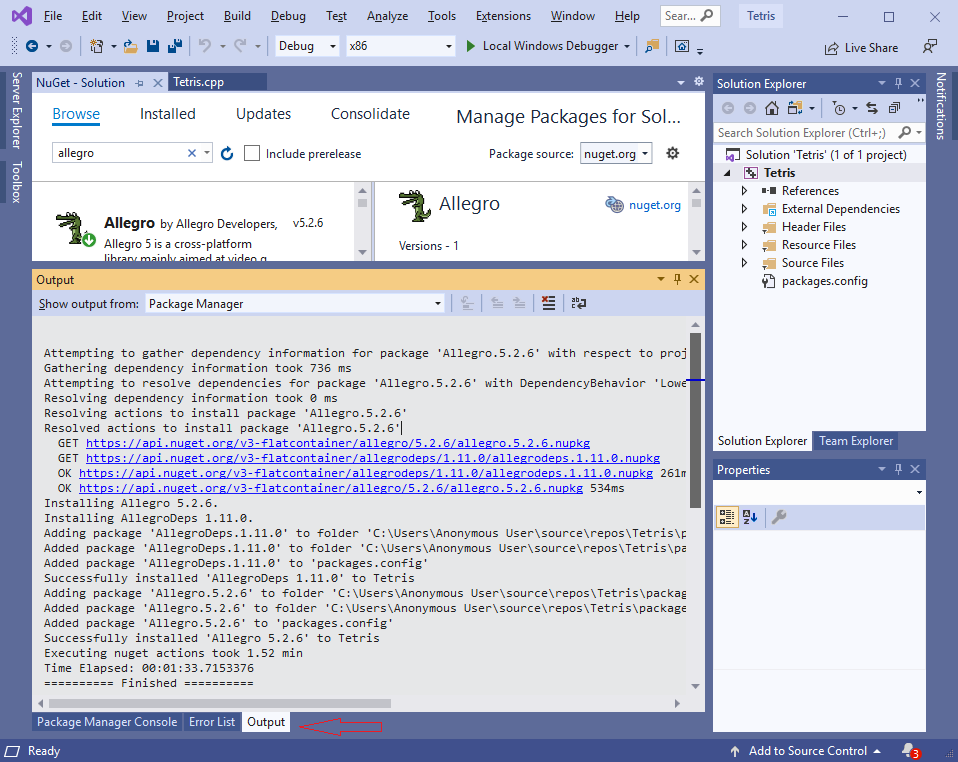 File Edit View Project Build Debug Test Analyze Tools Extensions Window Help Sear... Tetris
Debug x86 Local Windows Debugger Live Share
Server Explorer
Toolbox
NuGet - Solution Tetris.cpp
Browse Installed Updates Consolidate Manage Packages for Sol...
allegro Include prerelease Package source: nuget.org
Allegro by Allegro Developers, v5.2.6
Allegro 5 is a cross-platform
library mainly aimed at video g
Allegro nuget.org
Versions - 1
Output
Show output from: Package Manager
Attempting to gather dependency information for package 'Allegro.5.2.6' with respect to proj
Gathering dependency information took 736 ms
Attempting to resolve dependencies for package 'Allegro.5.2.6' with DependencyBehavior 'Lowe
Resolving dependency information took 0 ms
Resolving actions to install package 'Allegro.5.2.6'
Resolved actions to install package 'Allegro.5.2.6'
GET https://api.nuget.org/v3-flatcontainer/allegro/5.2.6/allegro.5.2.6.nupkg
GET https://api.nuget.org/v3-flatcontainer/allegrodeps/1.11.0/allegrodeps.1.11.0.nupkg
OK https://api.nuget.org/v3-flatcontainer/allegrodeps/1.11.0/allegrodeps.1.11.0.nupkg 261m
OK https://api.nuget.org/v3-flatcontainer/allegro/5.2.6/allegro.5.2.6.nupkg 534ms
Installing Allegro 5.2.6.
Installing AllegroDeps 1.11.0.
Adding package 'AllegroDeps.1.11.0' to folder 'C:\Users\Anonymous User\source\repos\Tetris\p
Added package 'AllegroDeps.1.11.0' to folder 'C:\Users\Anonymous User\source\repos\Tetris\pa
Added package 'AllegroDeps.1.11.0' to 'packages.config'
Successfully installed 'AllegroDeps 1.11.0' to Tetris
Adding package 'Allegro.5.2.6' to folder 'C:\Users\Anonymous User\source\repos\Tetris\packag
Added package 'Allegro.5.2.6' to folder 'C:\Users\Anonymous User\source\repos\Tetris\package
Added package 'Allegro.5.2.6' to 'packages.config'
Successfully installed 'Allegro 5.2.6' to Tetris
Executing nuget actions took 1.52 min
Time Elapsed: 00:01:33.7153376
========== Finished ==========
Package Manager Console Error List Output
Solution Explorer
Search Solution Explorer (Ctrl+;)
Solution 'Tetris' (1 of 1 project)
Tetris
References
External Dependencies
Header Files
Resource Files
Source Files
packages.config
Solution Explorer Team Explorer
Properties
Notifications
Ready Add to Source Control 3